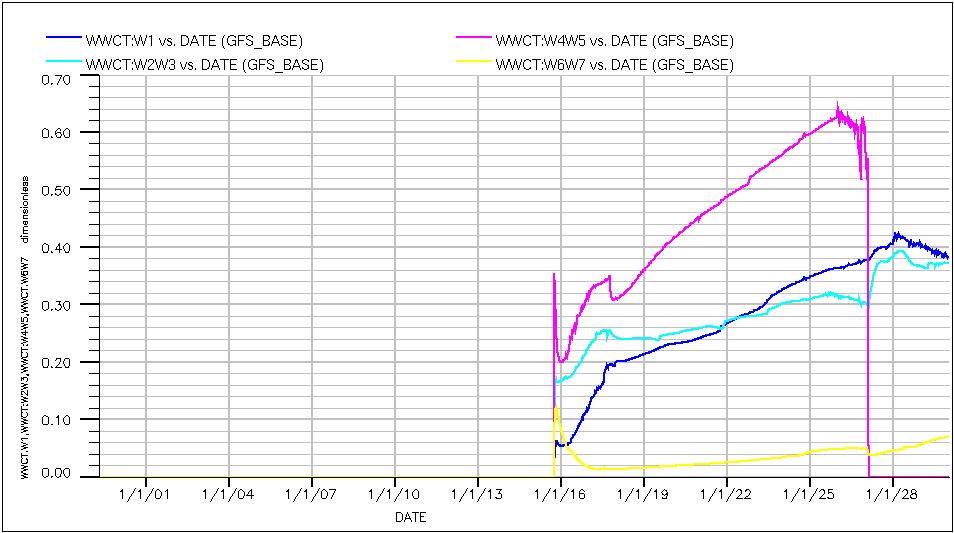 WWCT:W1 vs. DATE (GFS_BASE)
WWCT:W4W5 vs. DATE (GFS_BASE)
WWCT:W2W3 vs. DATE (GFS_BASE)
WWCT:W6W7 vs. DATE (GFS_BASE)
0.70
0.60
0.50
0.40
0.30
0.20
0.10
0.00
WWCT:W1,WWCT:W2W3,WWCT:W4W5,WWCT:W6W7 dimensionless
1/1/01 1/1/04 1/1/07 1/1/10 1/1/13 1/1/16 1/1/19 1/1/22 1/1/25 1/1/28
DATE